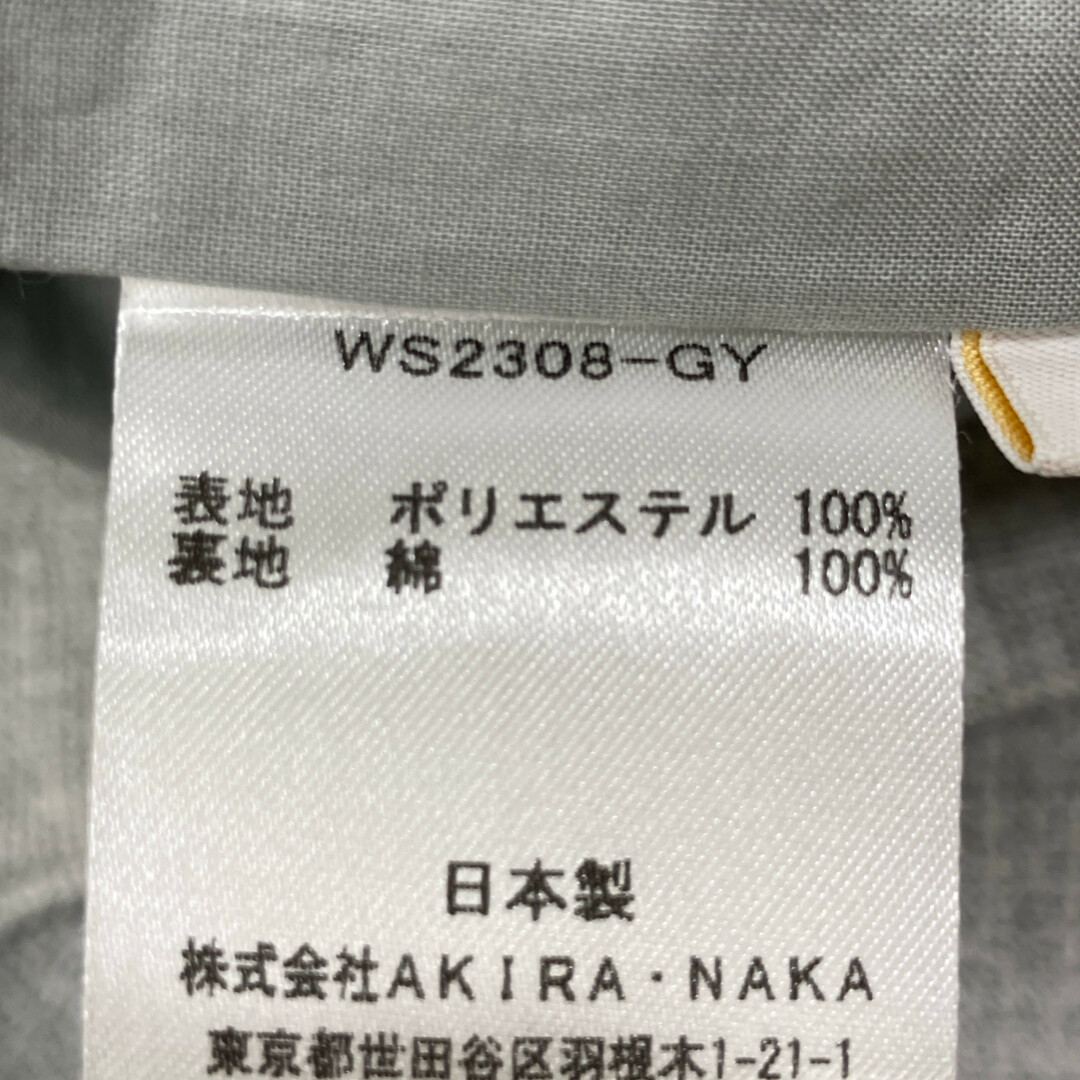 WS2308-GY
表地 ポリエステル 100%
裏地 綿 100%
日本製
株式会社AKIRA・NAKA
東京都世田谷区羽根木1-21-1